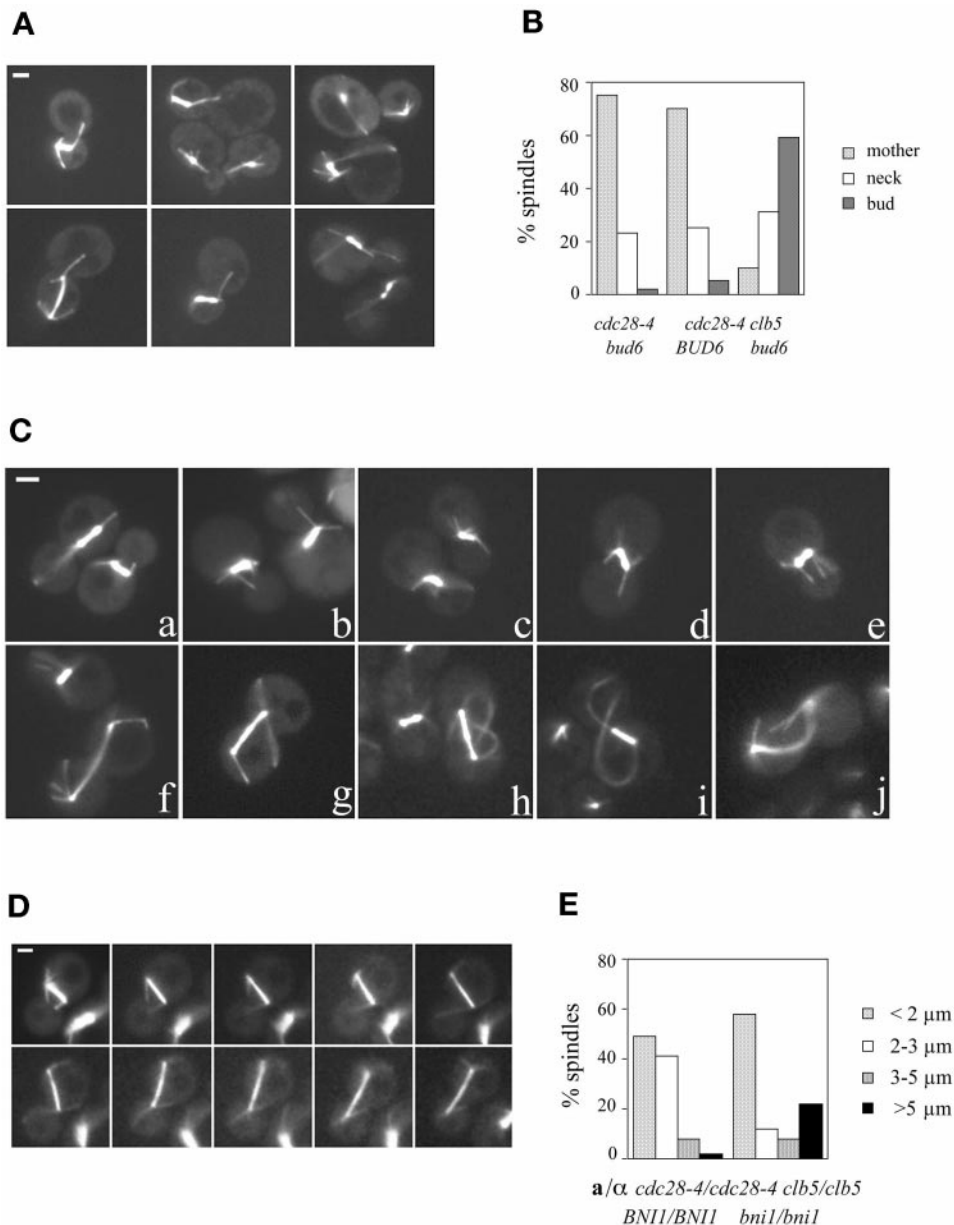 A
B
80
60
40
20
0
% spindles
mother
neck
bud
cdc28-4 cdc28-4 clb5
bud6 BUD6 bud6
C
a
b
c
d
e
f
g
h
i
j
D
E
80
60
40
20
0
% spindles
< 2 µm
2-3 µm
3-5 µm
>5 µm
a/α cdc28-4/cdc28-4 clb5/clb5
BNI1/BNI1 bni1/bni1